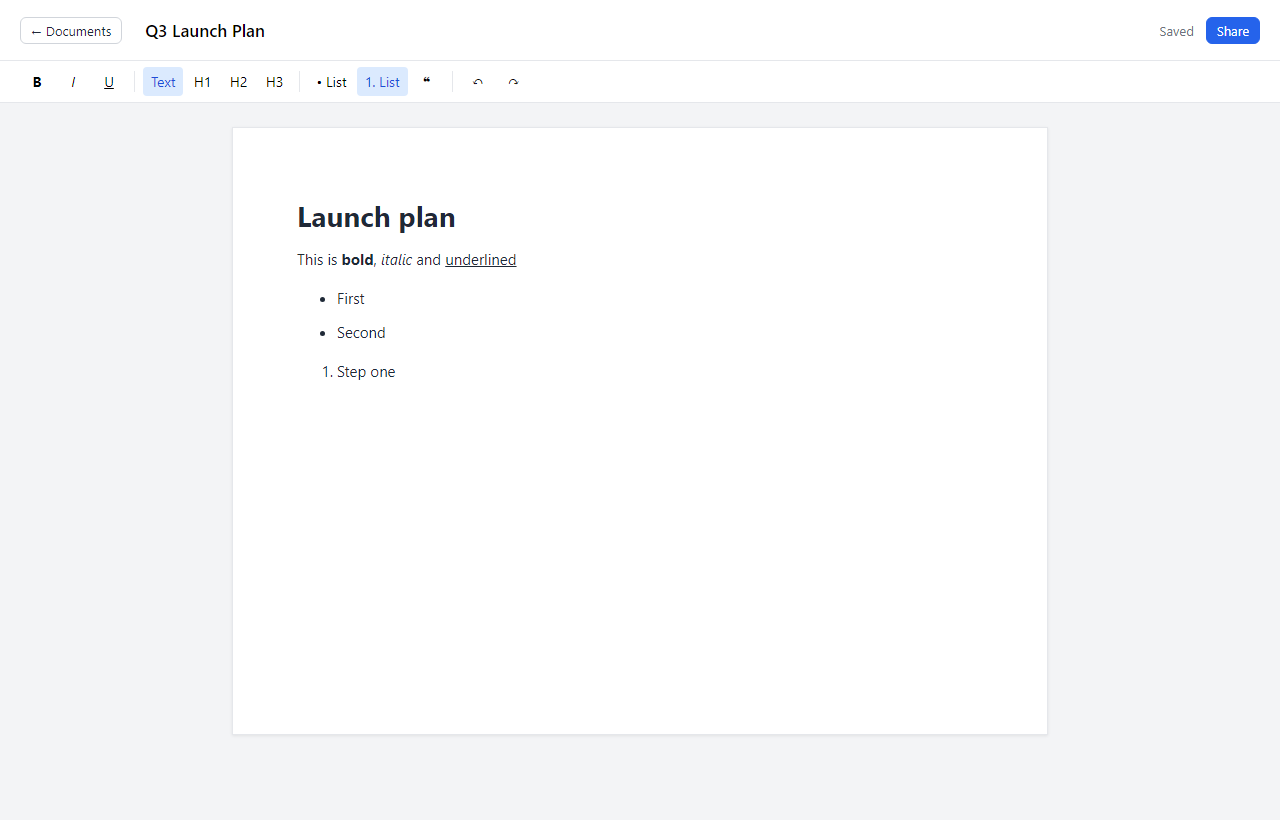 ← Documents Q3 Launch Plan Saved Share
B I U Text H1 H2 H3 • List 1. List ❝ ↶ ↷
Launch plan
This is bold, italic and underlined
• First
• Second
1. Step one